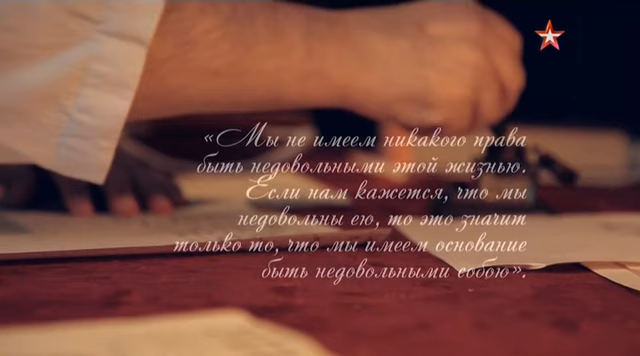 «Мы не имеем никакого права
быть недовольными этой жизнью.
Если нам кажется, что мы
недовольны ею, то это значит
только то, что мы имеем основание
быть недовольными собою».